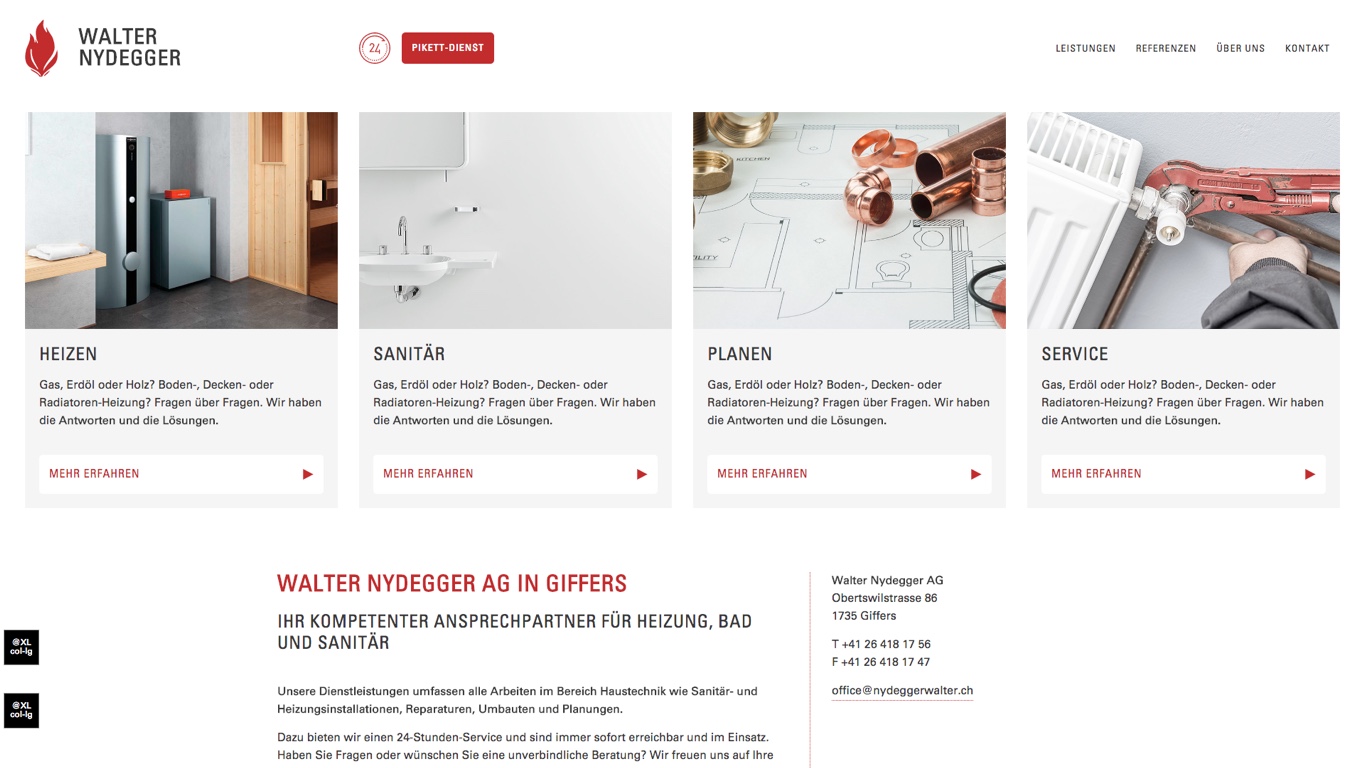 WALTER
NYDEGGER
24
PIKETT-DIENST
LEISTUNGEN
REFERENZEN
ÜBER UNS
KONTAKT
KITCHEN
HEIZEN
Gas, Erdöl oder Holz? Boden-, Decken- oder
Radiatoren-Heizung? Fragen über Fragen. Wir haben
die Antworten und die Lösungen.
MEHR ERFAHREN
SANITÄR
Gas, Erdöl oder Holz? Boden-, Decken- oder
Radiatoren-Heizung? Fragen über Fragen. Wir haben
die Antworten und die Lösungen.
MEHR ERFAHREN
PLANEN
Gas, Erdöl oder Holz? Boden-, Decken- oder
Radiatoren-Heizung? Fragen über Fragen. Wir haben
die Antworten und die Lösungen.
MEHR ERFAHREN
SERVICE
Gas, Erdöl oder Holz? Boden-, Decken- oder
Radiatoren-Heizung? Fragen über Fragen. Wir haben
die Antworten und die Lösungen.
MEHR ERFAHREN
WALTER NYDEGGER AG IN GIFFERS
IHR KOMPETENTER ANSPRECHPARTNER FÜR HEIZUNG, BAD
UND SANITÄR
Unsere Dienstleistungen umfassen alle Arbeiten im Bereich Haustechnik wie Sanitär- und
Heizungsinstallationen, Reparaturen, Umbauten und Planungen.
Dazu bieten wir einen 24-Stunden-Service und sind immer sofort erreichbar und im Einsatz.
Haben Sie Fragen oder wünschen Sie eine unverbindliche Beratung? Wir freuen uns auf Ihre
Walter Nydegger AG
Obertswilstrasse 86
1735 Giffers
T +41 26 418 17 56
F +41 26 418 17 47
office@nydeggerwalter.ch
@XL
col-lg
@XL
col-lg